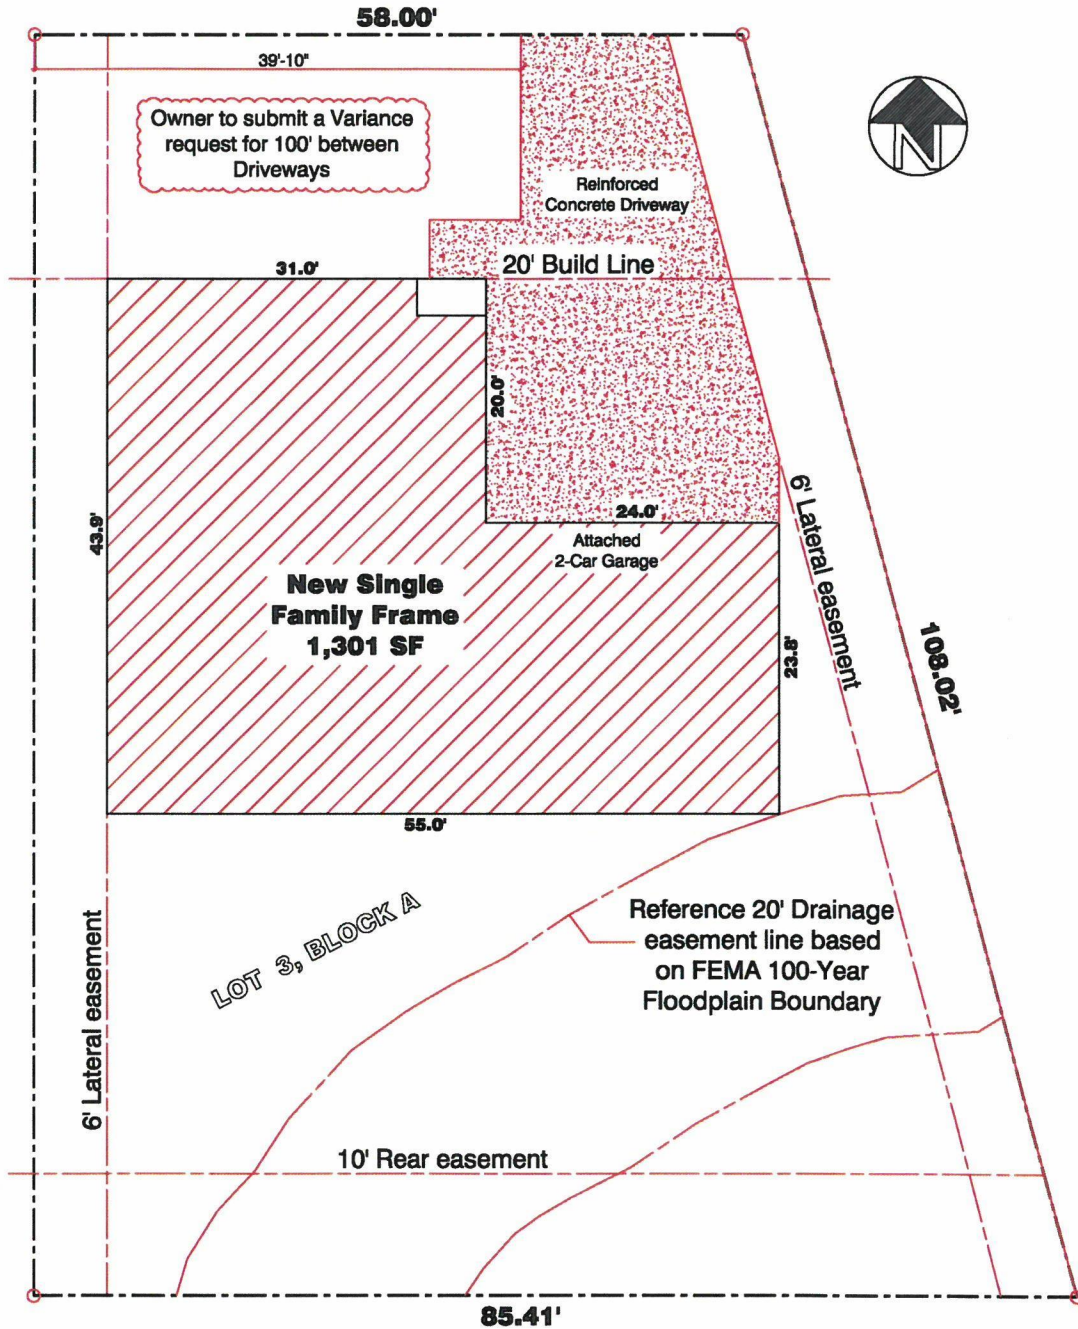 58.00'
39'-10"
Owner to submit a Variance
request for 100' between
Driveways
N
Reinforced
Concrete Driveway
20' Build Line
31.0'
20.0'
24.0'
Attached
2-Car Garage
43.9'
New Single
Family Frame
1,301 SF
23.8'
6' Lateral easement
108.02'
55.0'
LOT 3, BLOCK A
Reference 20' Drainage
easement line based
on FEMA 100-Year
Floodplain Boundary
6' Lateral easement
10' Rear easement
85.41'